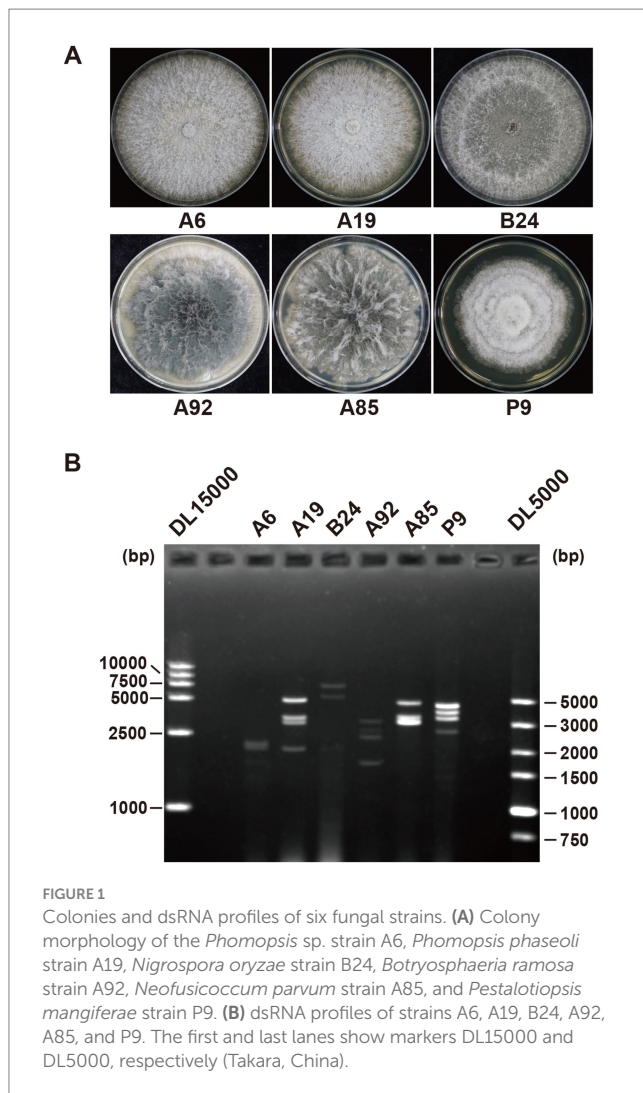 A
A6 A19 B24
A92 A85 P9
B
DL15000 A6 A19 B24 A92 A85 P9 DL5000
(bp) (bp)
10000
7500
5000 5000
2500 3000
2000
1500
1000 1000
750
FIGURE 1
Colonies and dsRNA profiles of six fungal strains. (A) Colony
morphology of the Phomopsis sp. strain A6, Phomopsis phaseoli
strain A19, Nigrospora oryzae strain B24, Botryosphaeria ramosa
strain A92, Neofusicoccum parvum strain A85, and Pestalotiopsis
mangiferae strain P9. (B) dsRNA profiles of strains A6, A19, B24, A92,
A85, and P9. The first and last lanes show markers DL15000 and
DL5000, respectively (Takara, China).